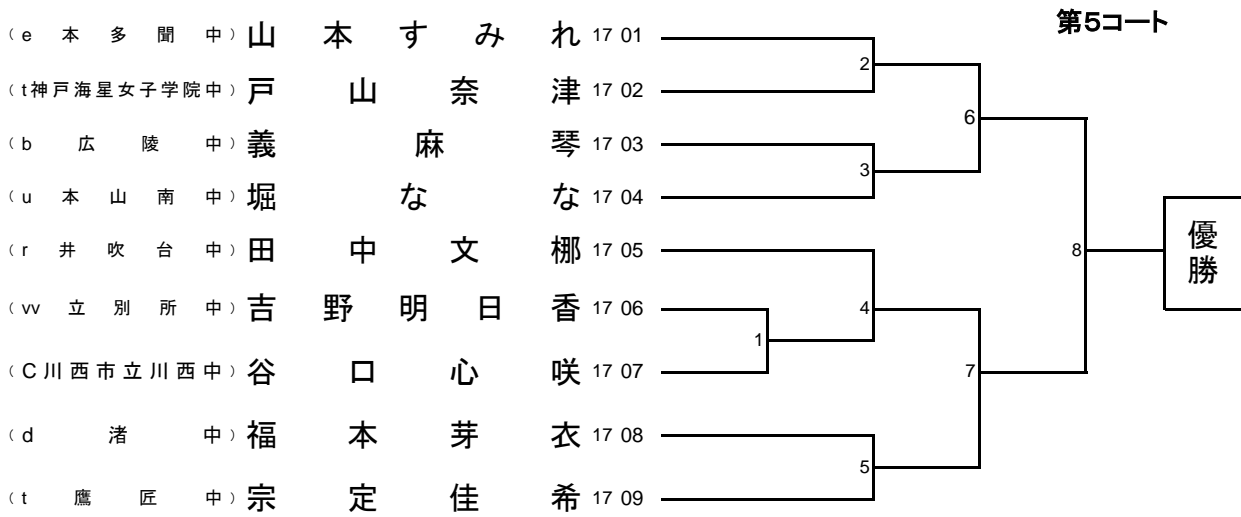 第5コート
(e 本多聞中) 山本すみれ 17 01
(t 神戸海星女子学院中) 戸山奈津 17 02
(b 広陵中) 義麻琴 17 03
(u 本山南中) 堀なな 17 04
(r 井吹台中) 田中文梛 17 05
(vv 立別所中) 吉野明日香 17 06
(C 川西市立川西中) 谷口心咲 17 07
(d 渚中) 福本芽衣 17 08
(t 鷹匠中) 宗定佳希 17 09
2
6
3
8
優勝
4
1
7
5